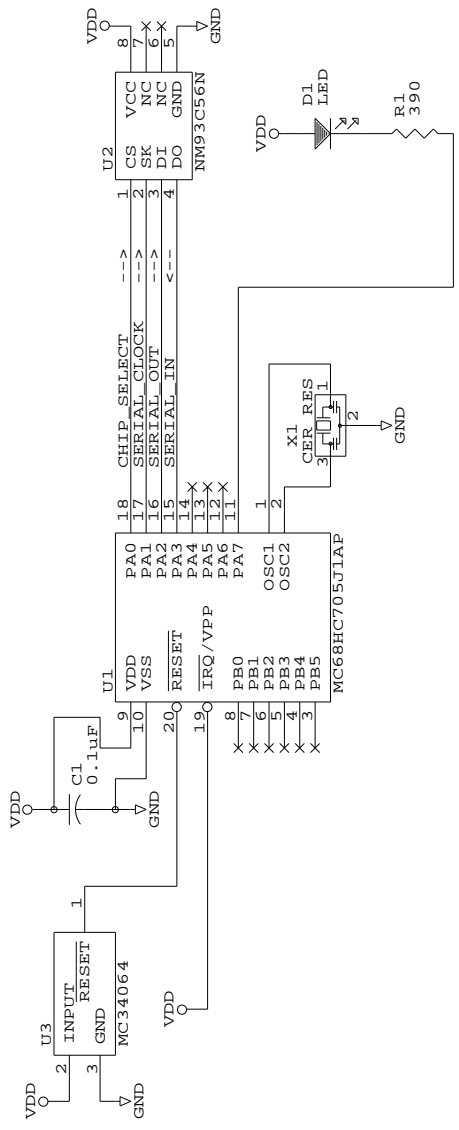 VDD
U3
2
INPUT
RESET
1
3
GND
MC34064
GND
VDD
VDD
C1
0.1uF
GND
U1
9
VDD
10
VSS
20
RESET
19
IRQ/VPP
8
PB0
7
PB1
6
PB2
5
PB3
4
PB4
3
PB5
MC68HC705J1AP
PA0
18
PA1
17
PA2
16
PA3
15
PA4
14
PA5
13
PA6
12
PA7
11
OSC1
1
OSC2
2
CHIP_SELECT --->
SERIAL_CLOCK --->
SERIAL_OUT --->
SERIAL_IN <---
X1
CER RES
3
1
2
GND
U2
1
CS
2
SK
3
DI
4
DO
VCC
8
NC
7
NC
6
GND
5
NM93C56N
VDD
GND
VDD
D1
LED
R1
390